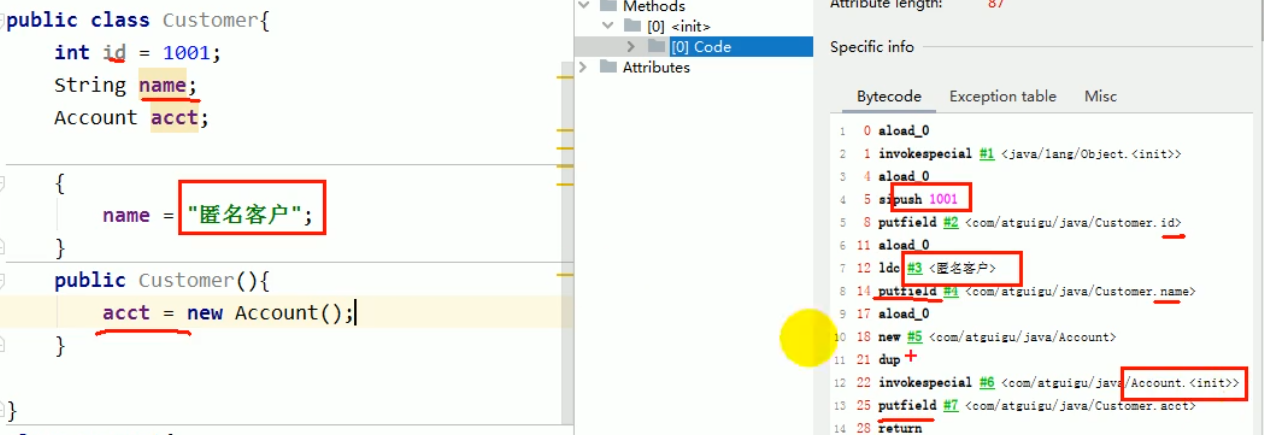 public class Customer{
int id = 1001;
String name;
Account acct;
{
name = "匿名客户";
}
public Customer(){
acct = new Account();
}
}
Methods
[0] <init>
[0] Code
Attributes
Attribute length: 87
Specific info
Bytecode Exception table Misc
1 0 aload_0
2 1 invokespecial #1 <java/lang/Object.<init>>
3 4 aload_0
4 5 sipush 1001
5 8 putfield #2 <com/atguigu/java/Customer.id>
6 11 aload_0
7 12 ldc #3 <匿名客户>
8 14 putfield #4 <com/atguigu/java/Customer.name>
9 17 aload_0
10 18 new #5 <com/atguigu/java/Account>
11 21 dup
12 22 invokespecial #6 <com/atguigu/java/Account.<init>>
13 25 putfield #7 <com/atguigu/java/Customer.acct>
14 28 return